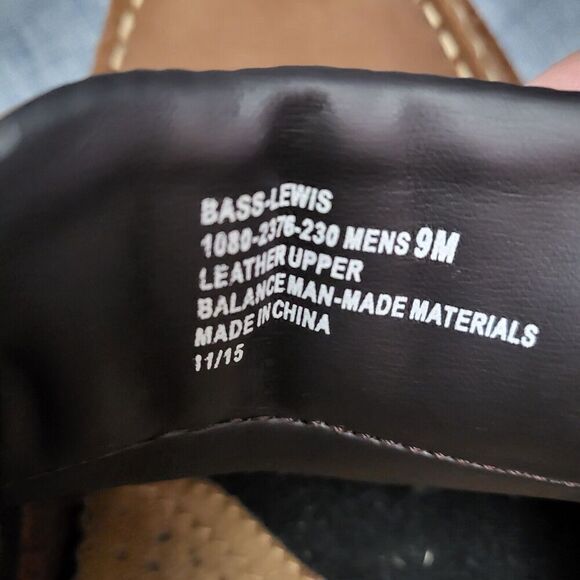 BASS-LEWIS
1080-2376-230 MENS 9M
LEATHER UPPER
BALANCE MAN-MADE MATERIALS
MADE IN CHINA
11/15